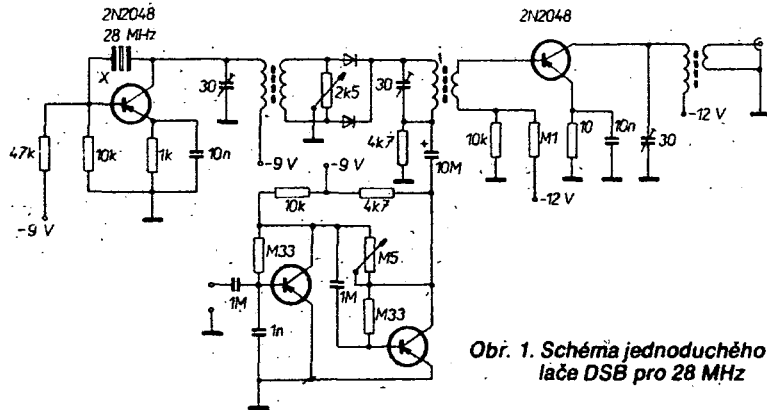 2N2048
28 MHz
X
47k
10k
1k
10n
-9 V
30
2k5
-9 V
-9 V
10k
4k7
30
4k7
10M
+
2N2048
10k
M1
-12 V
10
10n
30
-12 V
M33
1M
1n
1M
M5
M33
Obr. 1. Schéma jednoduchého
lače DSB pro 28 MHz